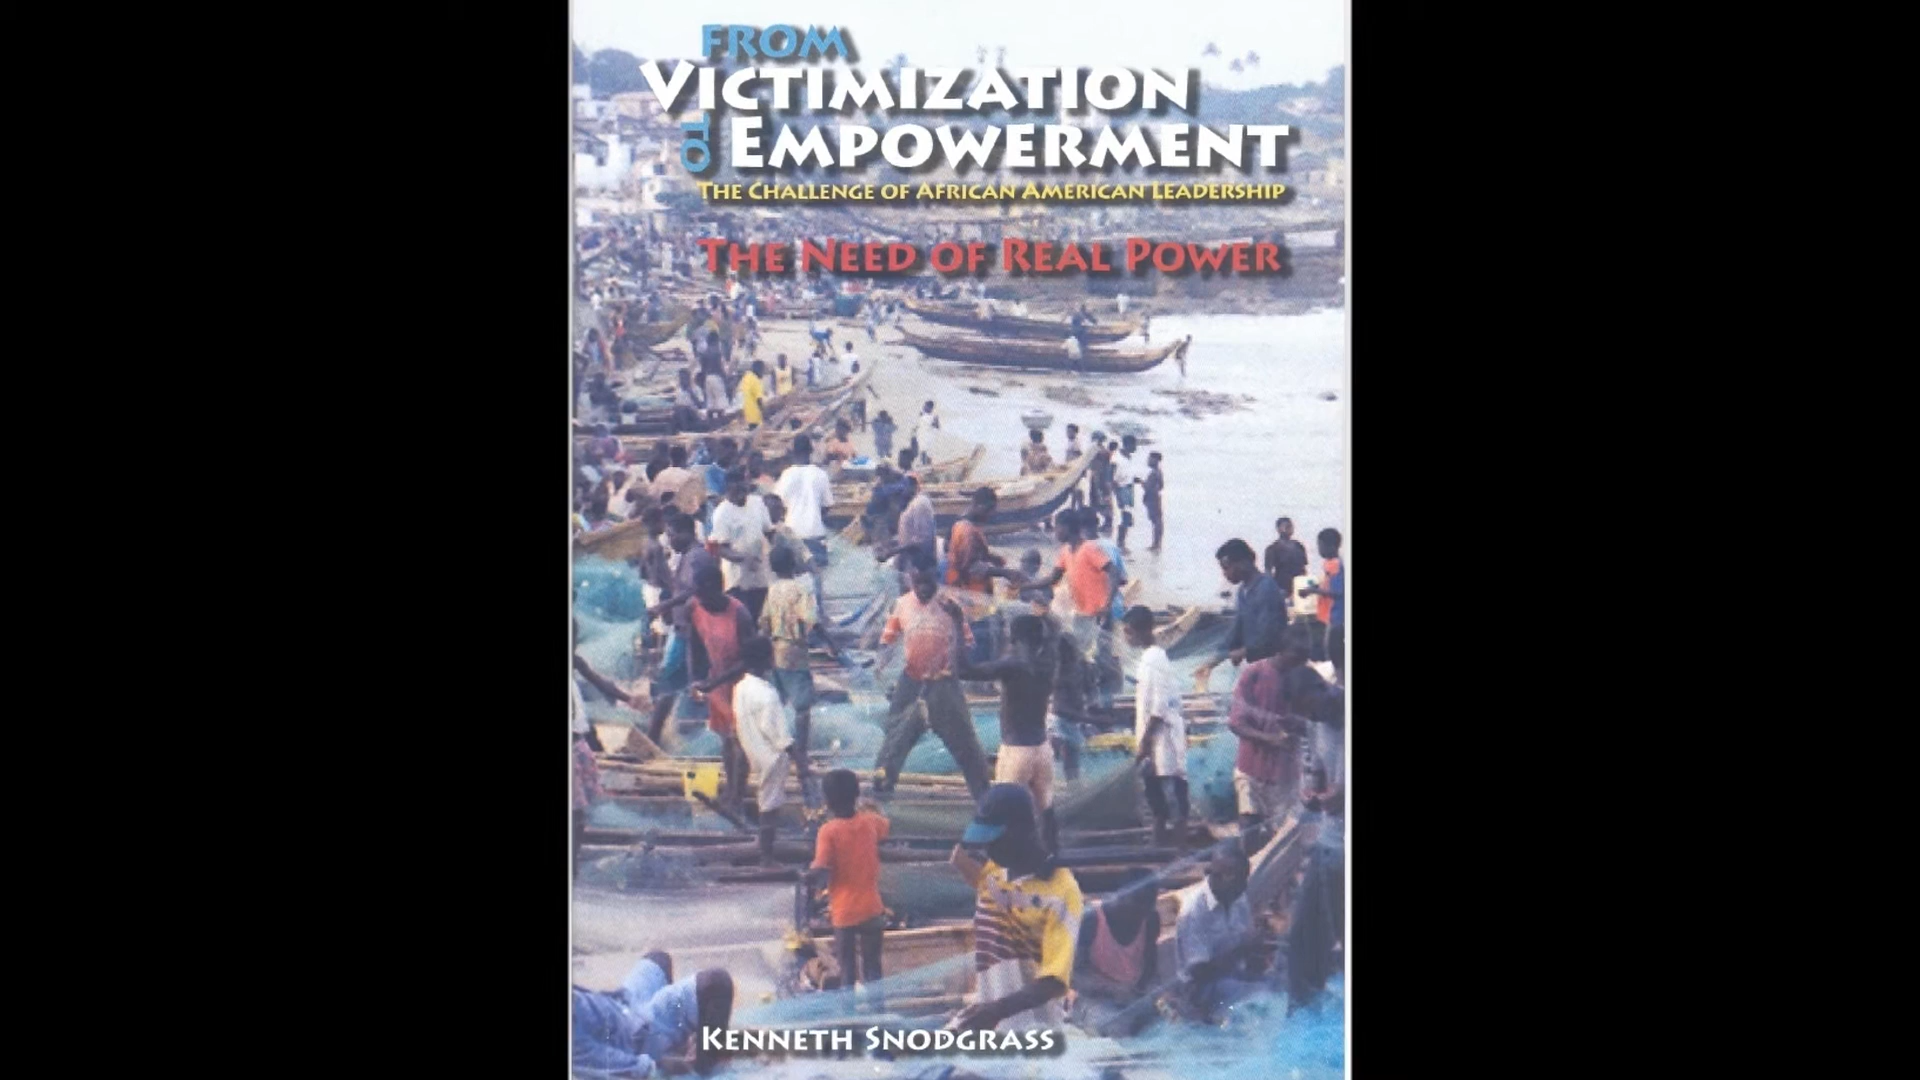 FROM
VICTIMIZATION
TO EMPOWERMENT
THE CHALLENGE OF AFRICAN AMERICAN LEADERSHIP
THE NEED OF REAL POWER
KENNETH SNODGRASS